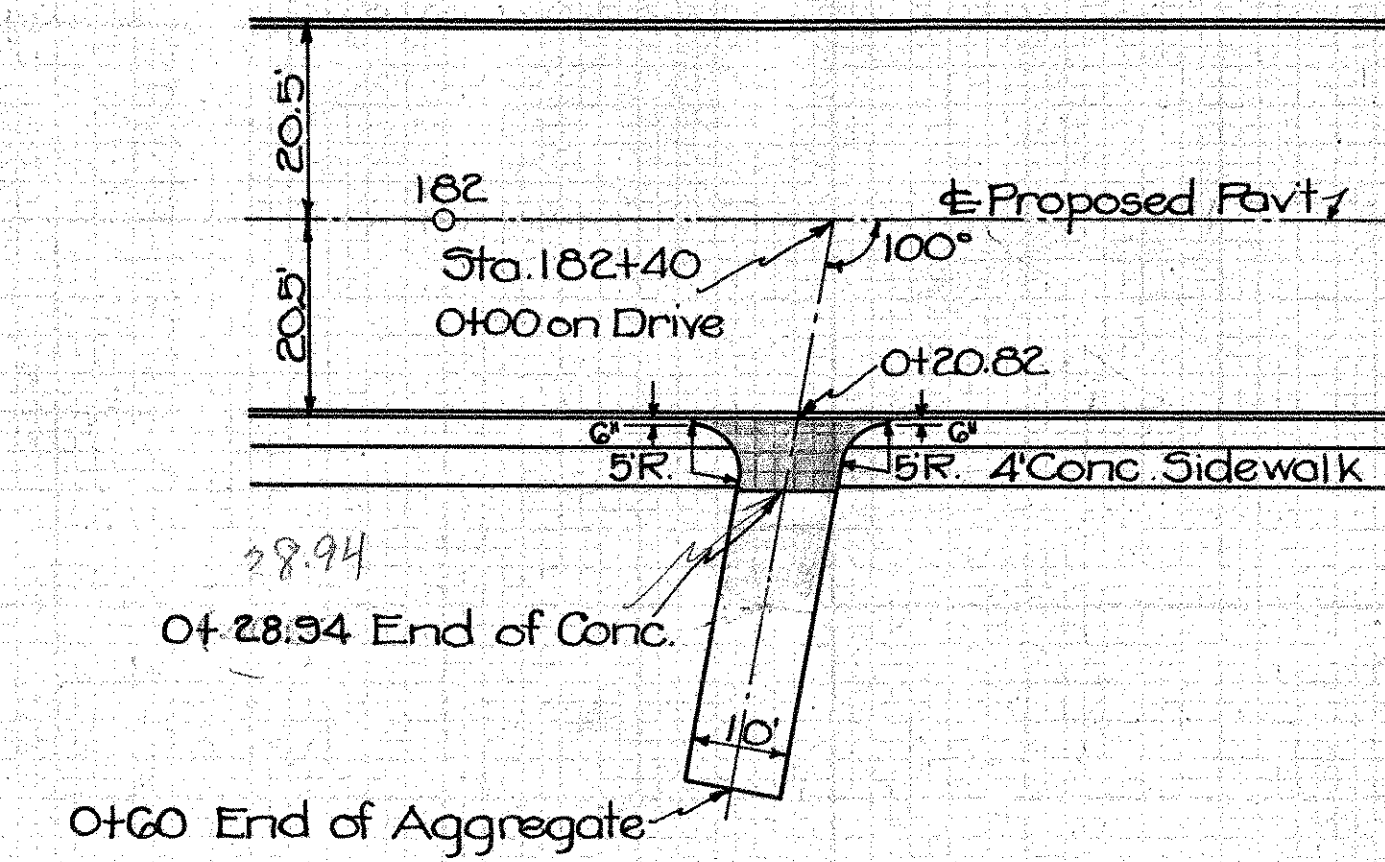 20.5'
182
℄ Proposed Pav't
Sta. 182+40
100°
0+00 on Drive
20.5'
0+20.82
6"
6"
5'R.
5'R.
4' Conc. Sidewalk
28.94
0+28.94 End of Conc.
10'
0+60 End of Aggregate